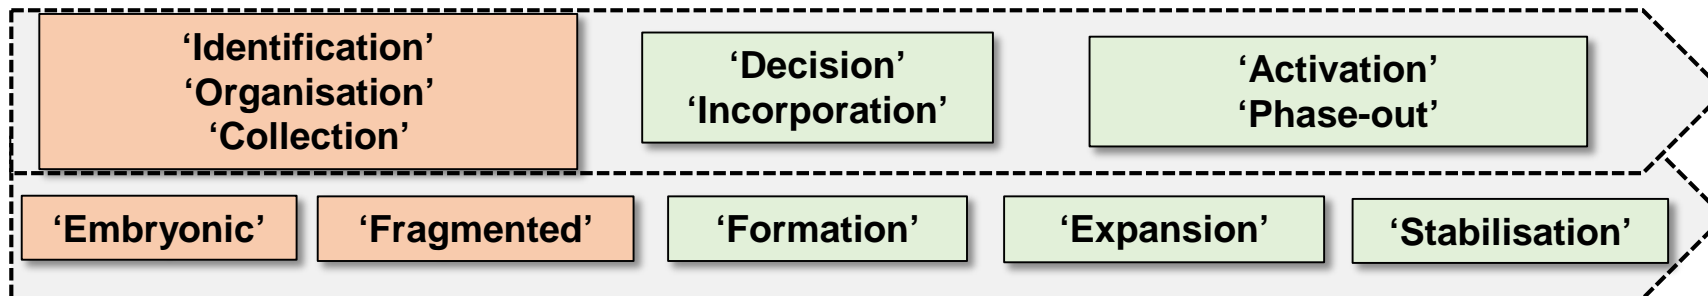 ‘Identification’
‘Organisation’
‘Collection’
‘Decision’
‘Incorporation’
‘Activation’
‘Phase-out’
‘Embryonic’
‘Fragmented’
‘Formation’
‘Expansion’
‘Stabilisation’